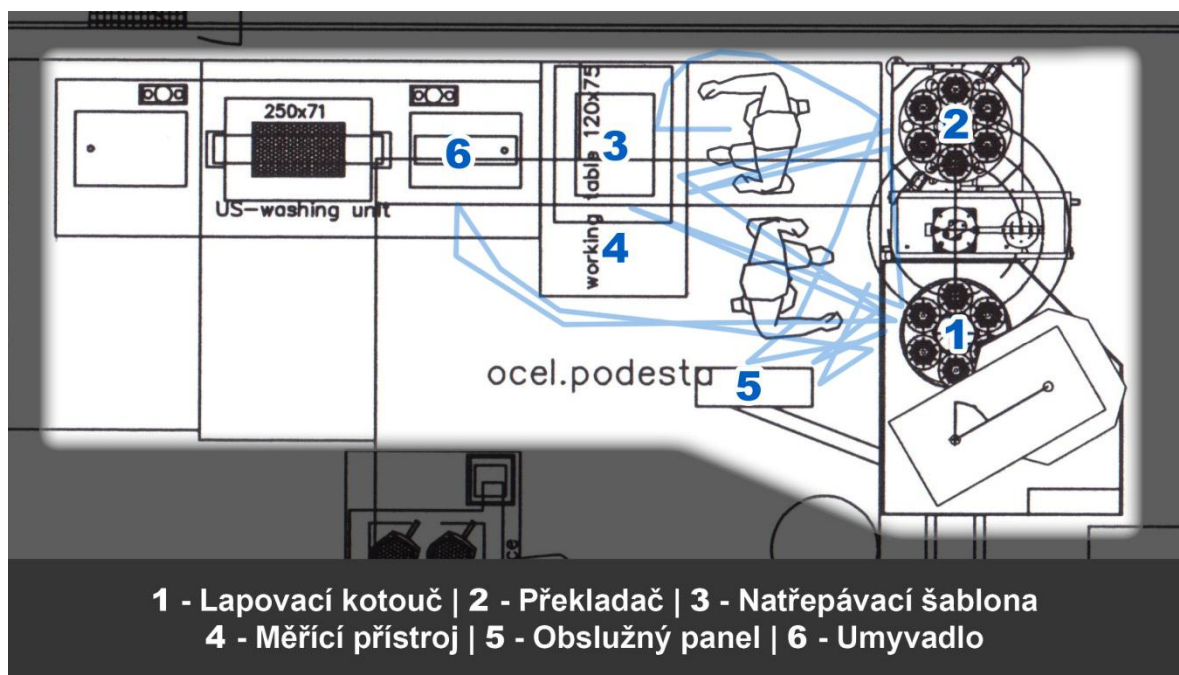 250x71
US-washing unit
working table 120x75
ocel.podesta
1
2
3
4
5
6
1 - Lapovací kotouč | 2 - Překladač | 3 - Natřepávací šablona
4 - Měřící přístroj | 5 - Obslužný panel | 6 - Umyvadlo